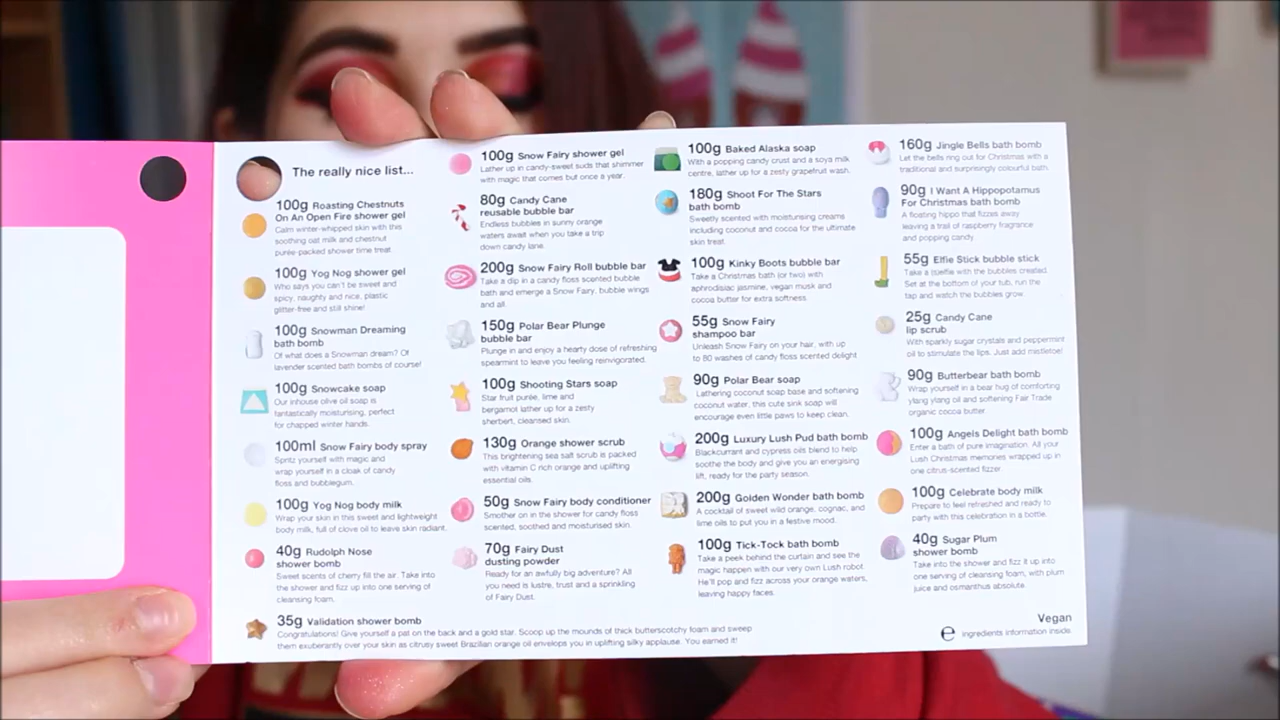 The really nice list...
100g Roasting Chestnuts
On An Open Fire shower gel
Calm winter-whipped skin with this
soothing oat milk and chestnut
purée-packed shower time treat.
100g Yog Nog shower gel
Who says you can't be sweet and
spicy, naughty and nice, plastic
glitter-free and still shine!
100g Snowman Dreaming
bath bomb
Of what does a Snowman dream? Of
lavender scented bath bombs of course!
100g Snowcake soap
Our inhouse olive oil soap is
fantastically moisturising, perfect
for chapped winter hands.
100ml Snow Fairy body spray
Spritz yourself with magic and
wrap yourself in a cloak of candy
floss and bubblegum.
100g Yog Nog body milk
Wrap your skin in this sweet and lightweight
body milk, full of clove oil to leave skin radiant.
40g Rudolph Nose
shower bomb
Sweet scents of cherry fill the air. Take into
the shower and fizz up into one serving of
cleansing foam.
35g Validation shower bomb
Congratulations! Give yourself a pat on the back and a gold star. Scoop up the mounds of thick butterscotchy foam and sweep
them exuberantly over your skin as citrusy sweet Brazilian orange oil envelops you in uplifting silky applause. You earned it!
100g Snow Fairy shower gel
Lather up in candy-sweet suds that shimmer
with magic that comes but once a year.
80g Candy Cane
reusable bubble bar
Endless bubbles in sunny orange
waters await when you take a trip
down candy lane.
200g Snow Fairy Roll bubble bar
Take a dip in a candy floss scented bubble
bath and emerge a Snow Fairy, bubble wings
and all.
150g Polar Bear Plunge
bubble bar
Plunge in and enjoy a hearty dose of refreshing
spearmint to leave you feeling reinvigorated.
100g Shooting Stars soap
Star fruit purée, lime and
bergamot lather up for a zesty
sherbert, cleansed skin.
130g Orange shower scrub
This brightening sea salt scrub is packed
with vitamin C rich orange and uplifting
essential oils.
50g Snow Fairy body conditioner
Smother on in the shower for candy floss
scented, soothed and moisturised skin.
70g Fairy Dust
dusting powder
Ready for an awfully big adventure? All
you need is lustre, trust and a sprinkling
of Fairy Dust.
100g Baked Alaska soap
With a popping candy crust and a soya milk
centre, lather up for a zesty grapefruit wash.
180g Shoot For The Stars
bath bomb
Sweetly scented with moisturising creams
including coconut and cocoa for the ultimate
skin treat.
100g Kinky Boots bubble bar
Take a Christmas bath (or two) with
aphrodisiac jasmine, vegan musk and
cocoa butter for extra softness.
55g Snow Fairy
shampoo bar
Unleash Snow Fairy on your hair, with up
to 80 washes of candy floss scented delight
90g Polar Bear soap
Lathering coconut soap base and softening
coconut water, this cute sink soap will
encourage even little paws to keep clean.
200g Luxury Lush Pud bath bomb
Blackcurrant and cypress oils blend to help
soothe the body and give you an energising
lift, ready for the party season.
200g Golden Wonder bath bomb
A cocktail of sweet wild orange, cognac, and
lime oils to put you in a festive mood.
100g Tick-Tock bath bomb
Take a peek behind the curtain and see the
magic happen with our very own Lush robot.
He'll pop and fizz across your orange waters,
leaving happy faces.
160g Jingle Bells bath bomb
Let the bells ring out for Christmas with a
traditional and surprisingly colourful bath.
90g I Want A Hippopotamus
For Christmas bath bomb
A floating hippo that fizzes away
leaving a trail of raspberry fragrance
and popping candy
55g Elfie Stick bubble stick
Take a (s)elfie with the bubbles created.
Set at the bottom of your tub, run the
tap and watch the bubbles grow
25g Candy Cane
lip scrub
With sparkly sugar crystals and peppermint
oil to stimulate the lips. Just add mistletoe!
90g Butterbear bath bomb
Wrap yourself in a bear hug of comforting
ylang ylang oil and softening Fair Trade
organic cocoa butter.
100g Angels Delight bath bomb
Enter a bath of pure imagination. All your
Lush Christmas memories wrapped up in
one citrus-scented fizzer.
100g Celebrate body milk
Prepare to feel refreshed and ready to
party with this celebration in a bottle.
40g Sugar Plum
shower bomb
Take into the shower and fizz it up into
one serving of cleansing foam, with plum
juice and osmanthus absolute
Vegan
e ingredients information inside.